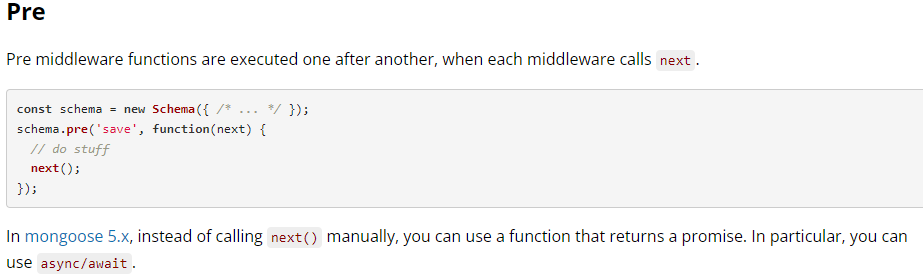 Pre
Pre middleware functions are executed one after another, when each middleware calls next.
const schema = new Schema({ /* ... */ });
schema.pre('save', function(next) {
  // do stuff
  next();
});
In mongoose 5.x, instead of calling next() manually, you can use a function that returns a promise. In particular, you can
use async/await.